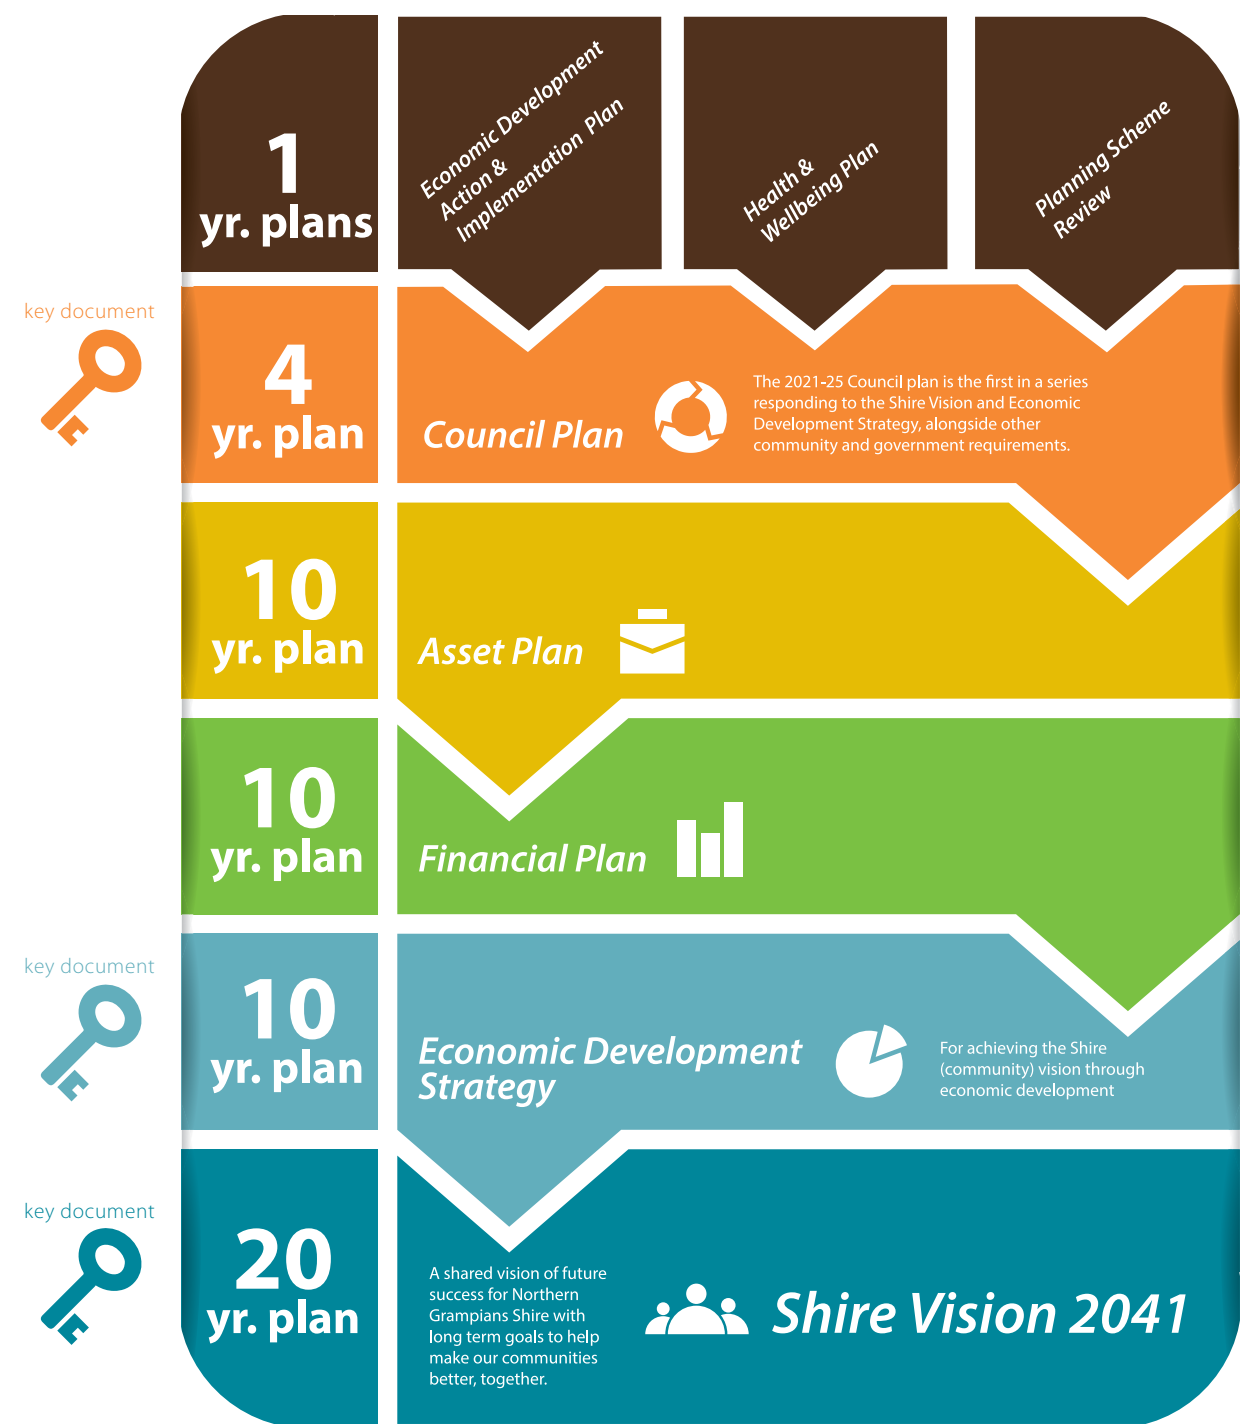 1
yr. plans
Economic Development
Action &
Implementation Plan
Health &
Wellbeing Plan
Planning Scheme
Review
key document
4
yr. plan
Council Plan
The 2021-25 Council plan is the first in a series
responding to the Shire Vision and Economic
Development Strategy, alongside other
community and government requirements.
10
yr. plan
Asset Plan
10
yr. plan
Financial Plan
key document
10
yr. plan
Economic Development
Strategy
For achieving the Shire
(community) vision through
economic development
key document
20
yr. plan
A shared vision of future
success for Northern
Grampians Shire with
long term goals to help
make our communities
better, together.
Shire Vision 2041